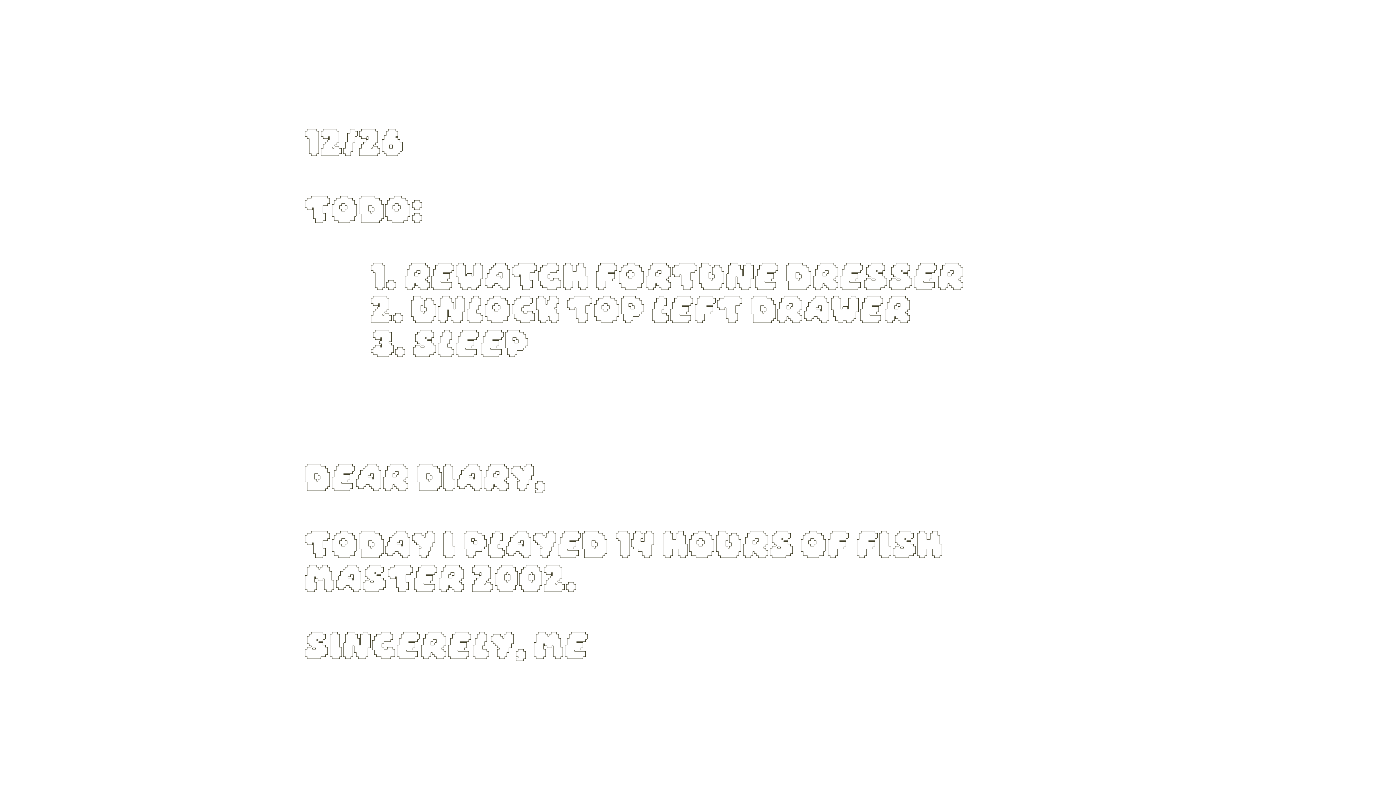 12/26
TODO:
1. REWATCH FORTUNE DRESSER
2. UNLOCK TOP LEFT DRAWER
3. SLEEP
DEAR DIARY,
TODAY I PLAYED 14 HOURS OF FISH
MASTER 2002.
SINCERELY, ME